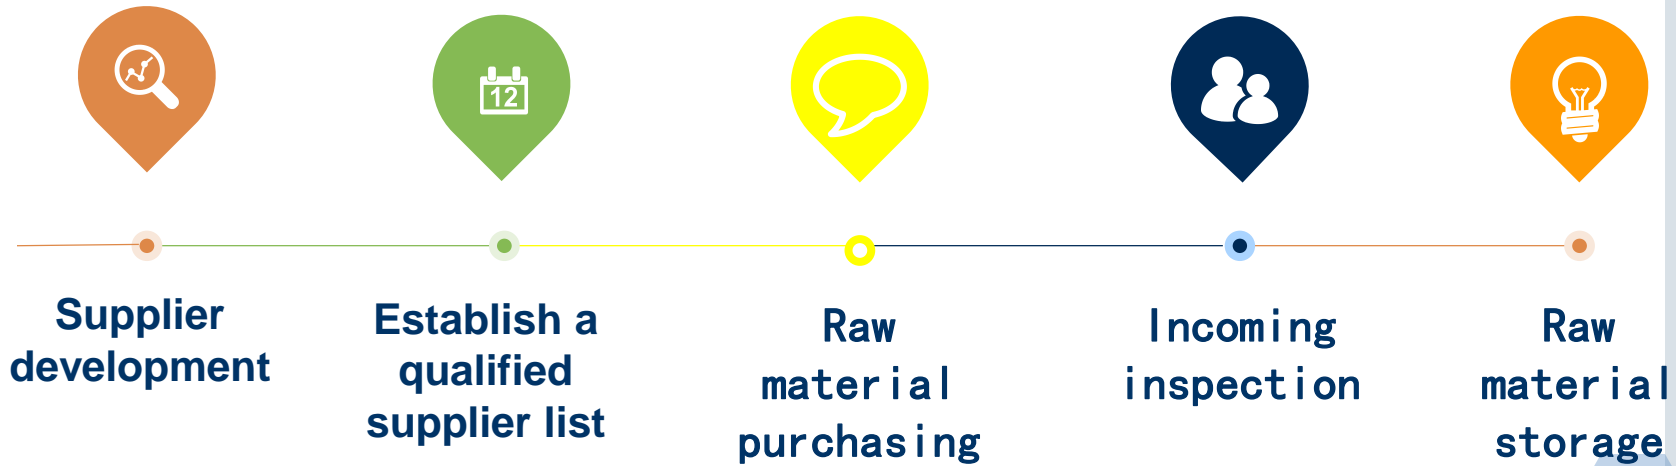 12
Supplier
development
Establish a
qualified
supplier list
Raw
material
purchasing
Incoming
inspection
Raw
material
storage